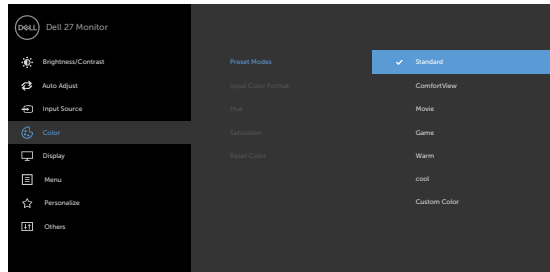 DELL
Dell 27 Monitor
Brightness/Contrast
Auto Adjust
Input Source
Color
Display
Menu
Personalize
Others
Preset Modes
Input Color Format
Hue
Saturation
Reset Color
Standard
ComfortView
Movie
Game
Warm
cool
Custom Color